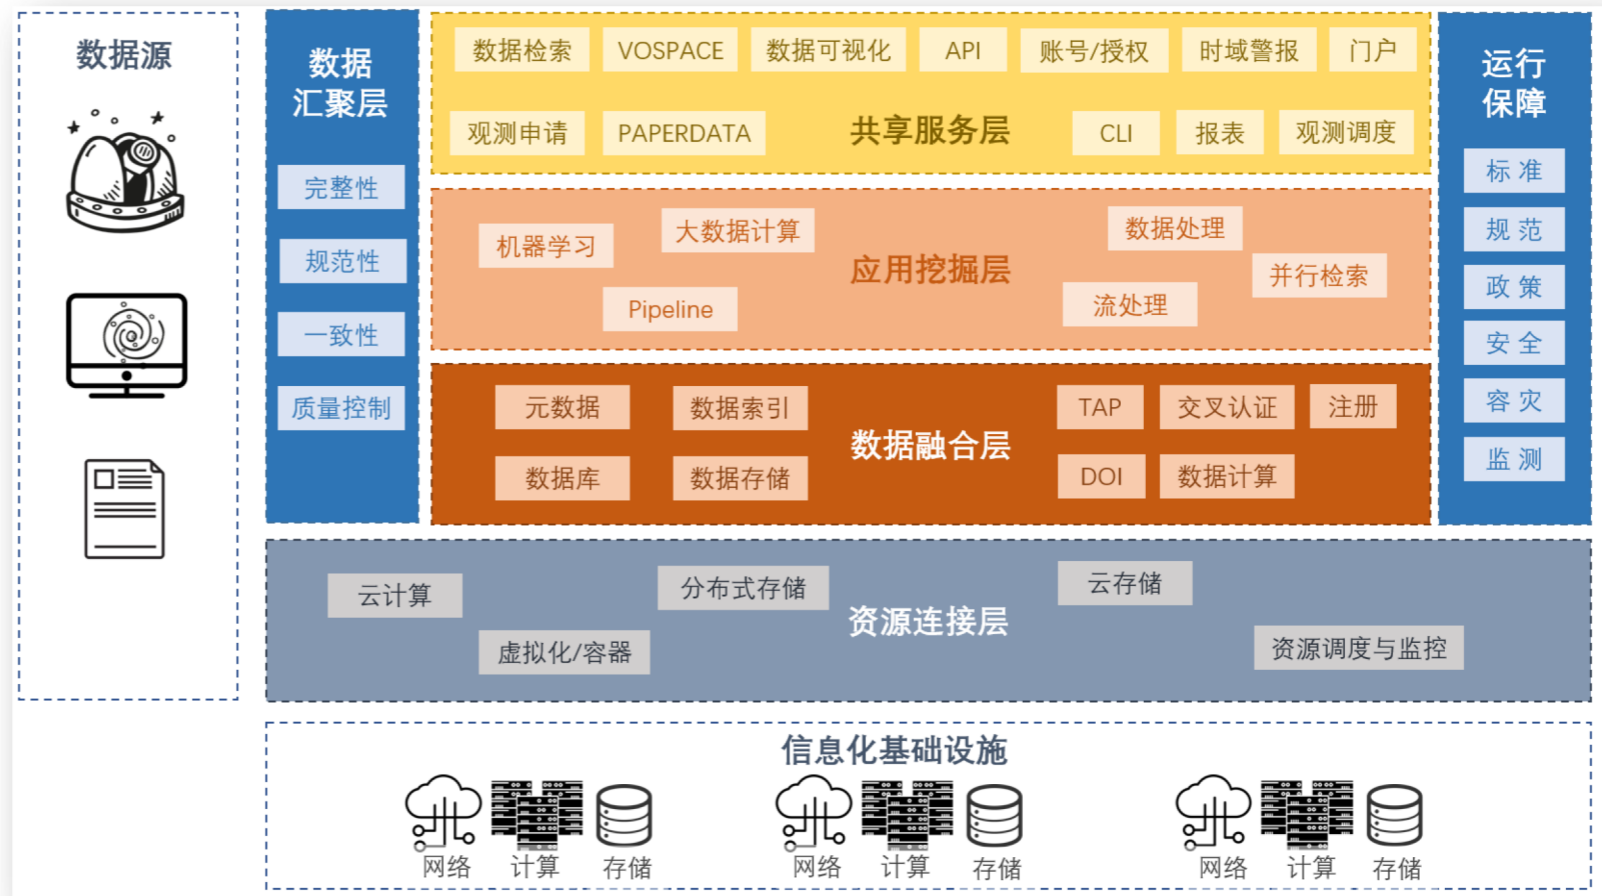 数据源
数据
汇聚层
完整性
规范性
一致性
质量控制
数据检索
VOSPACE
数据可视化
API
账号/授权
时域警报
门户
观测申请
PAPERDATA
共享服务层
CLI
报表
观测调度
机器学习
大数据计算
Pipeline
应用挖掘层
数据处理
流处理
并行检索
元数据
数据索引
数据库
数据存储
数据融合层
TAP
交叉认证
注册
DOI
数据计算
运行
保障
标 准
规 范
政 策
安 全
容 灾
监 测
云计算
虚拟化/容器
分布式存储
资源连接层
云存储
资源调度与监控
信息化基础设施
网络
计算
存储
网络
计算
存储
网络
计算
存储